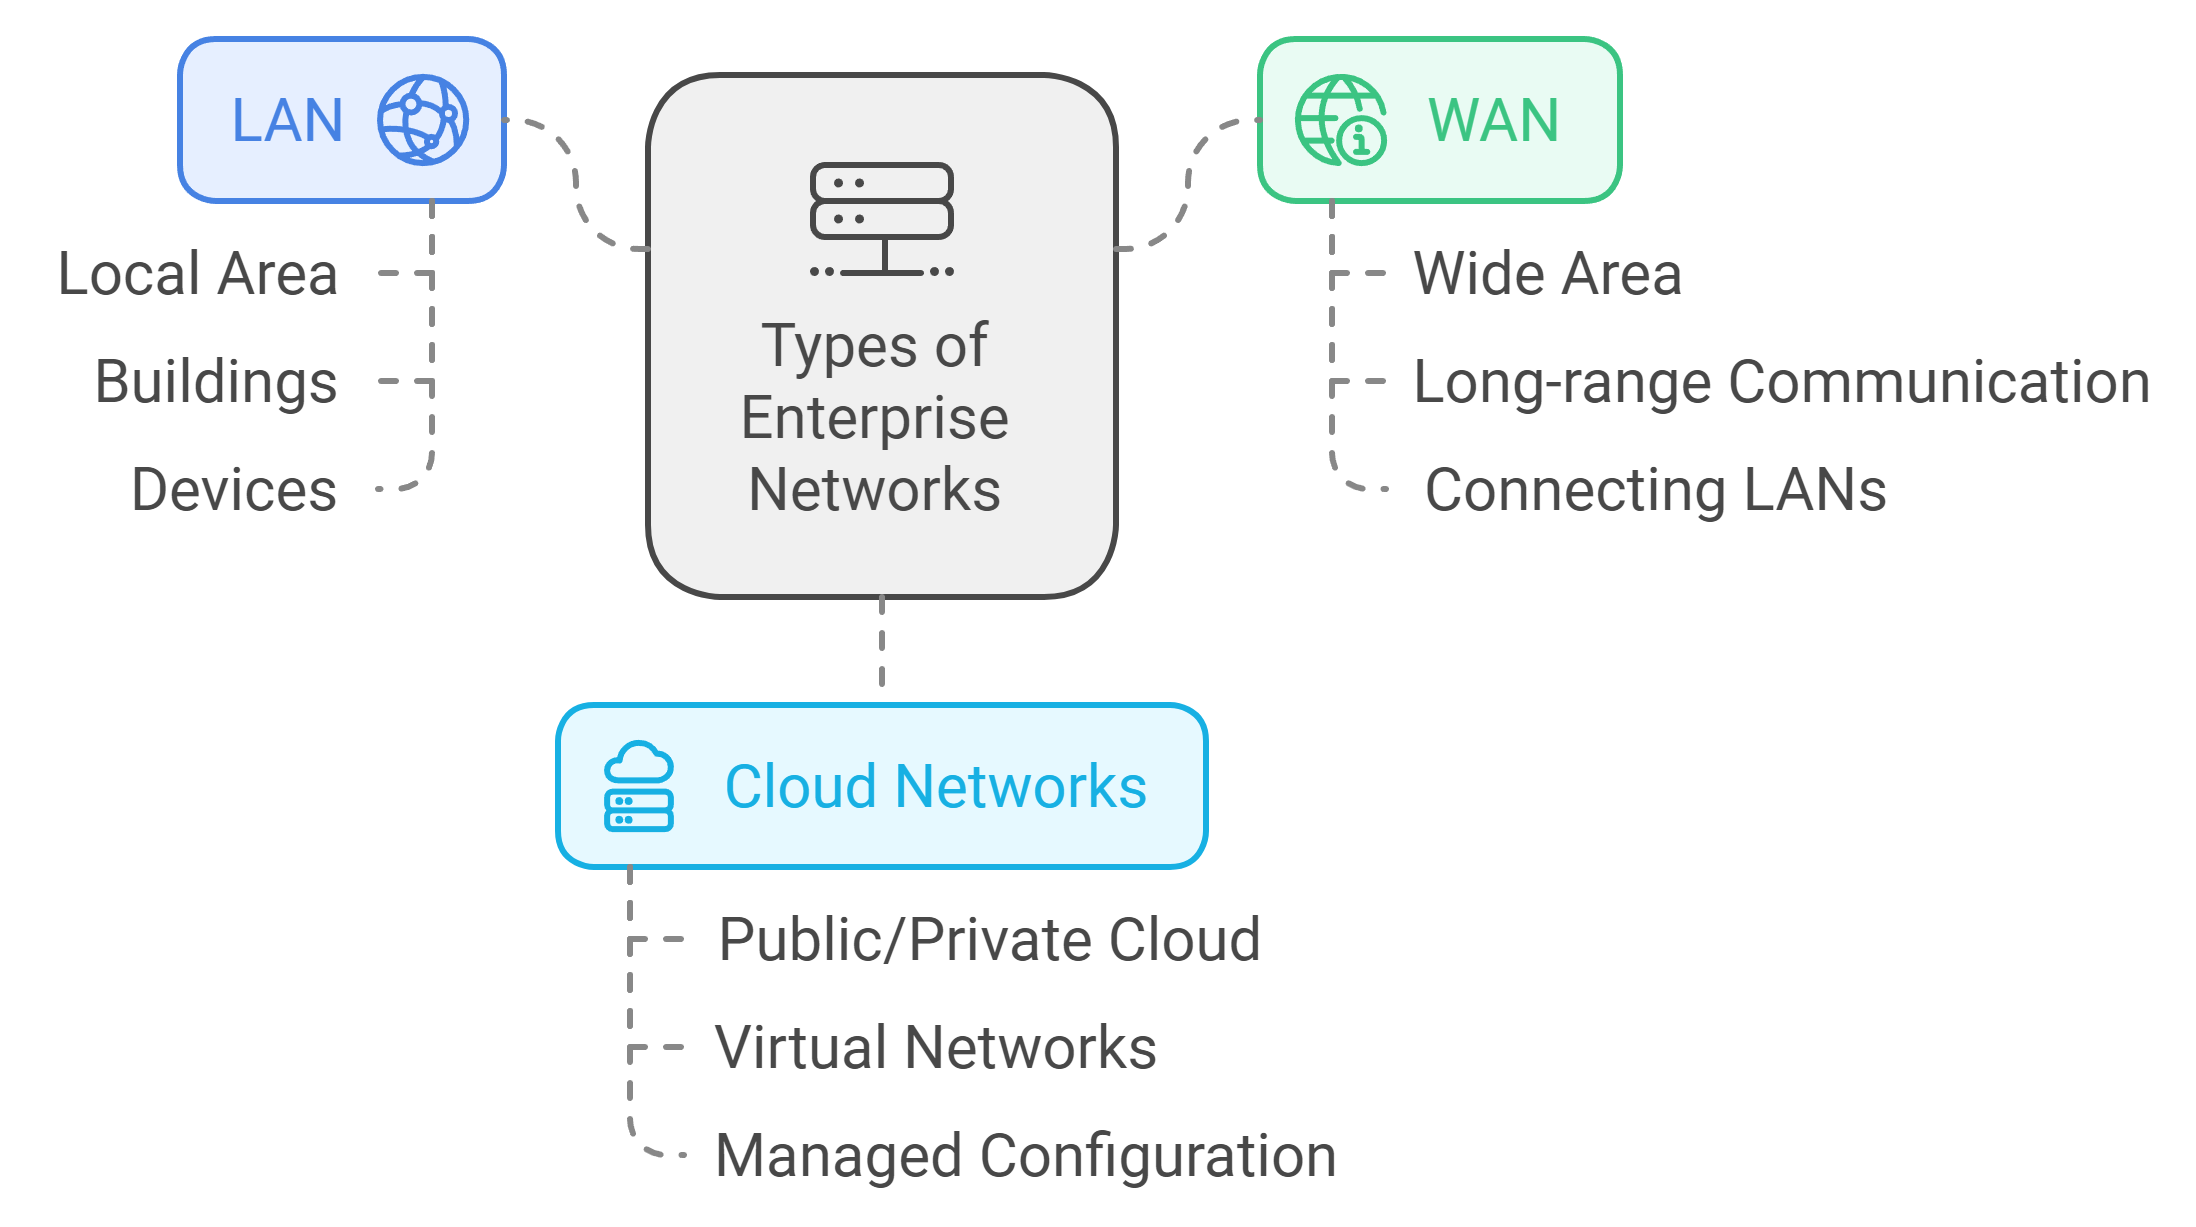 LAN
Local Area
Buildings
Devices
Types of
Enterprise
Networks
WAN
Wide Area
Long-range Communication
Connecting LANs
Cloud Networks
Public/Private Cloud
Virtual Networks
Managed Configuration